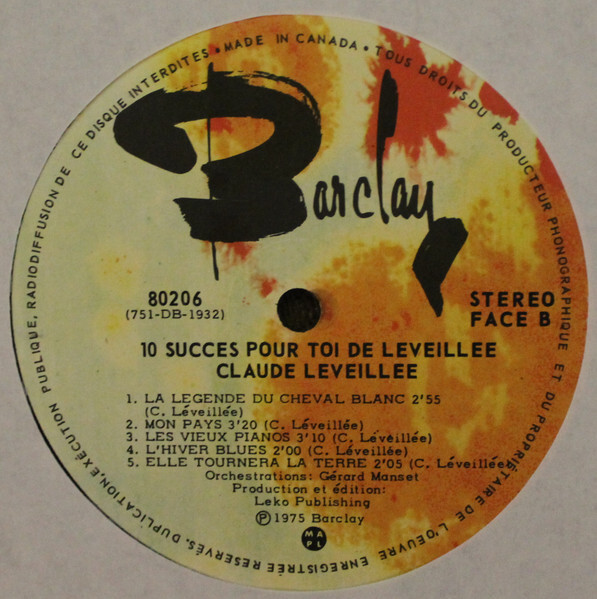 DUPLICATION, EXÉCUTION PUBLIQUE, RADIODIFFUSION DE CE DISQUE INTERDITES • MADE IN CANADA • TOUS DROITS DU PRODUCTEUR PHONOGRAPHIQUE ET DU PROPRIÉTAIRE DE L'OEUVRE ENREGISTRÉE RESERVÉS.
Barclay
80206
(751-DB-1932)
STEREO
FACE B
10 SUCCES POUR TOI DE LEVEILLEE
CLAUDE LEVEILLEE
1. LA LEGENDE DU CHEVAL BLANC 2'55
(C. Léveillée)
2. MON PAYS 3'20 (C. Léveillée)
3. LES VIEUX PIANOS 3'10 (C. Léveillée)
4. L'HIVER BLUES 2'00 (C. Léveillée)
5. ELLE TOURNERA LA TERRE 2'05 (C. Léveillée)
Orchestrations: Gérard Manset
Production et édition:
Leko Publishing
℗ 1975 Barclay
MAPL